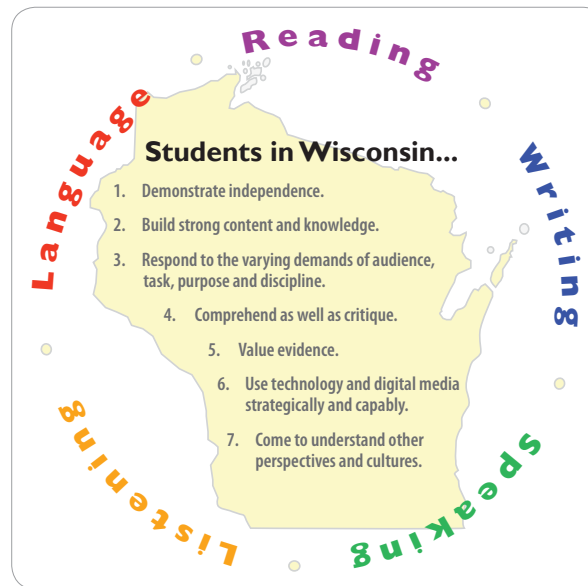 Reading
Writing
Speaking
Listening
Language
Students in Wisconsin...
1. Demonstrate independence.
2. Build strong content and knowledge.
3. Respond to the varying demands of audience,
task, purpose and discipline.
4. Comprehend as well as critique.
5. Value evidence.
6. Use technology and digital media
strategically and capably.
7. Come to understand other
perspectives and cultures.